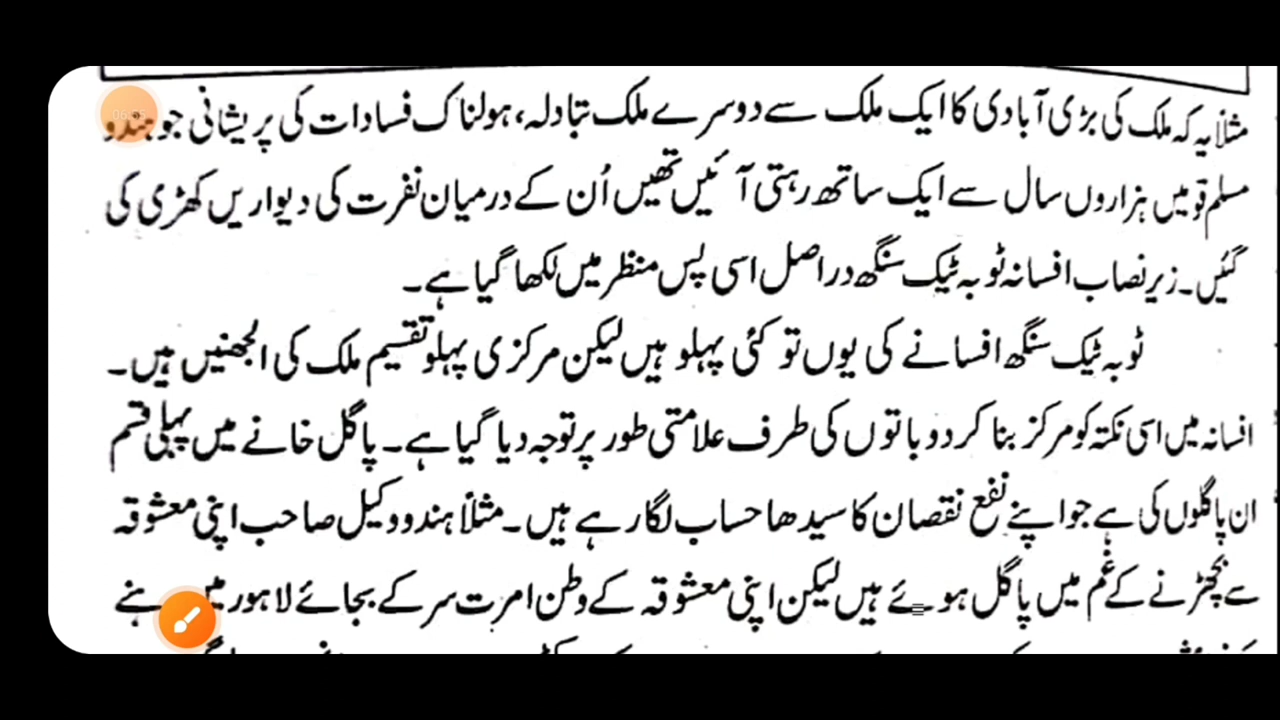 مثلاً یہ کہ ملک کی بڑی آبادی کا ایک ملک سے دوسرے ملک تبادلہ، ہولناک فسادات کی پریشانی جو ہندو
مسلم قومیں ہزاروں سال سے ایک ساتھ رہتی آئیں تھیں اُن کے درمیان نفرت کی دیواریں کھڑی کی
گئیں۔ زیر نصاب افسانہ ٹوبہ ٹیک سنگھ دراصل اسی پس منظر میں لکھا گیا ہے۔
ٹوبہ ٹیک سنگھ افسانے کی یوں تو کئی پہلو ہیں لیکن مرکزی پہلو تقسیم ملک کی الجھنیں ہیں۔
افسانہ میں اسی نکتہ کو مرکز بنا کر دو باتوں کی طرف علامتی طور پر توجہ دیا گیا ہے۔ پاگل خانے میں پہلی قسم
ان پاگلوں کی ہے جو اپنے نفع نقصان کا سیدھا حساب لگا رہے ہیں۔ مثلاً ہندو وکیل صاحب اپنی معشوقہ
سے بچھڑنے کے غم میں پاگل ہوئے ہیں لیکن اپنی معشوقہ کے وطن امرت سر کے بجائے لاہور میں